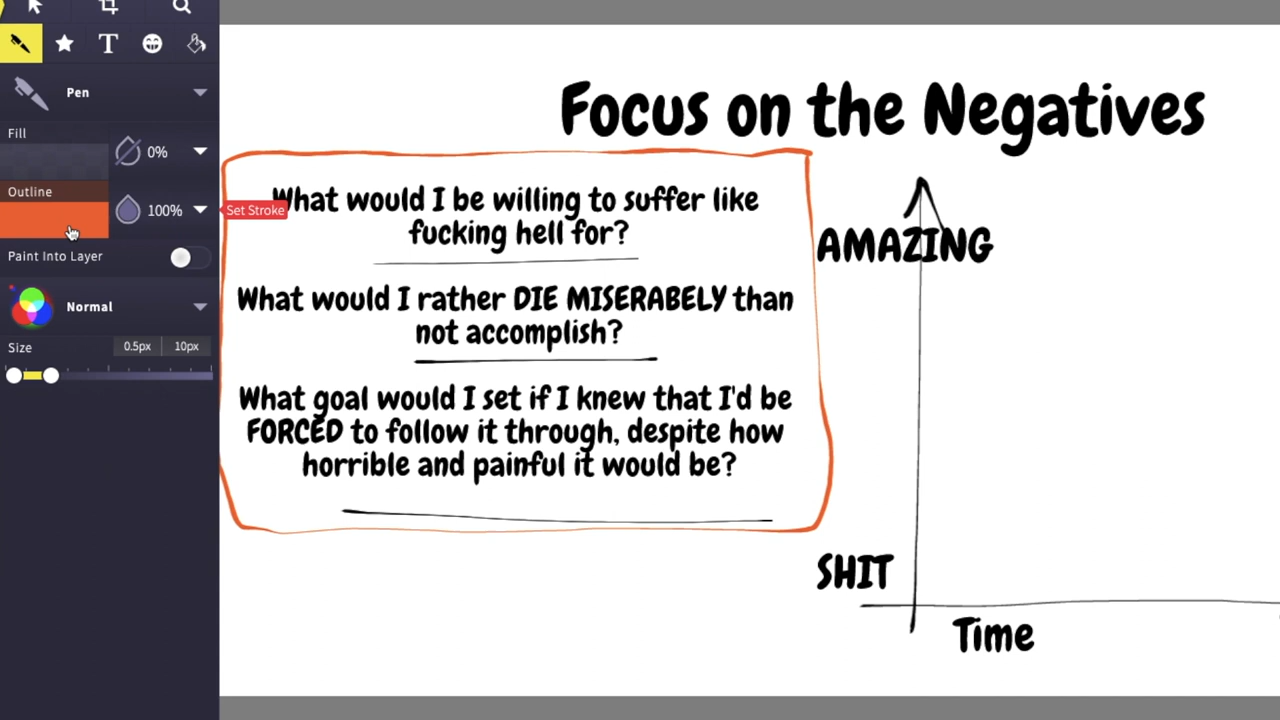 Pen
Fill
0%
Outline
100%
Set Stroke
Paint Into Layer
Normal
Size
0.5px
10px
Focus on the Negatives
What would I be willing to suffer like
fucking hell for?
What would I rather DIE MISERABELY than
not accomplish?
What goal would I set if I knew that I'd be
FORCED to follow it through, despite how
horrible and painful it would be?
AMAZING
SHIT
Time